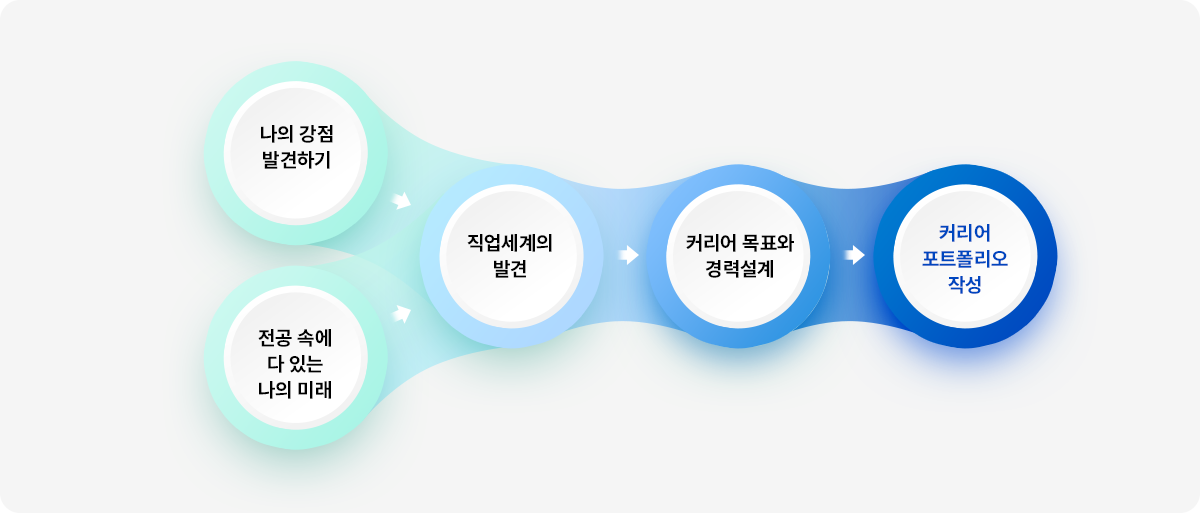 나의 강점
발견하기
전공 속에
다 있는
나의 미래
직업세계의
발견
커리어 목표와
경력설계
커리어
포트폴리오
작성